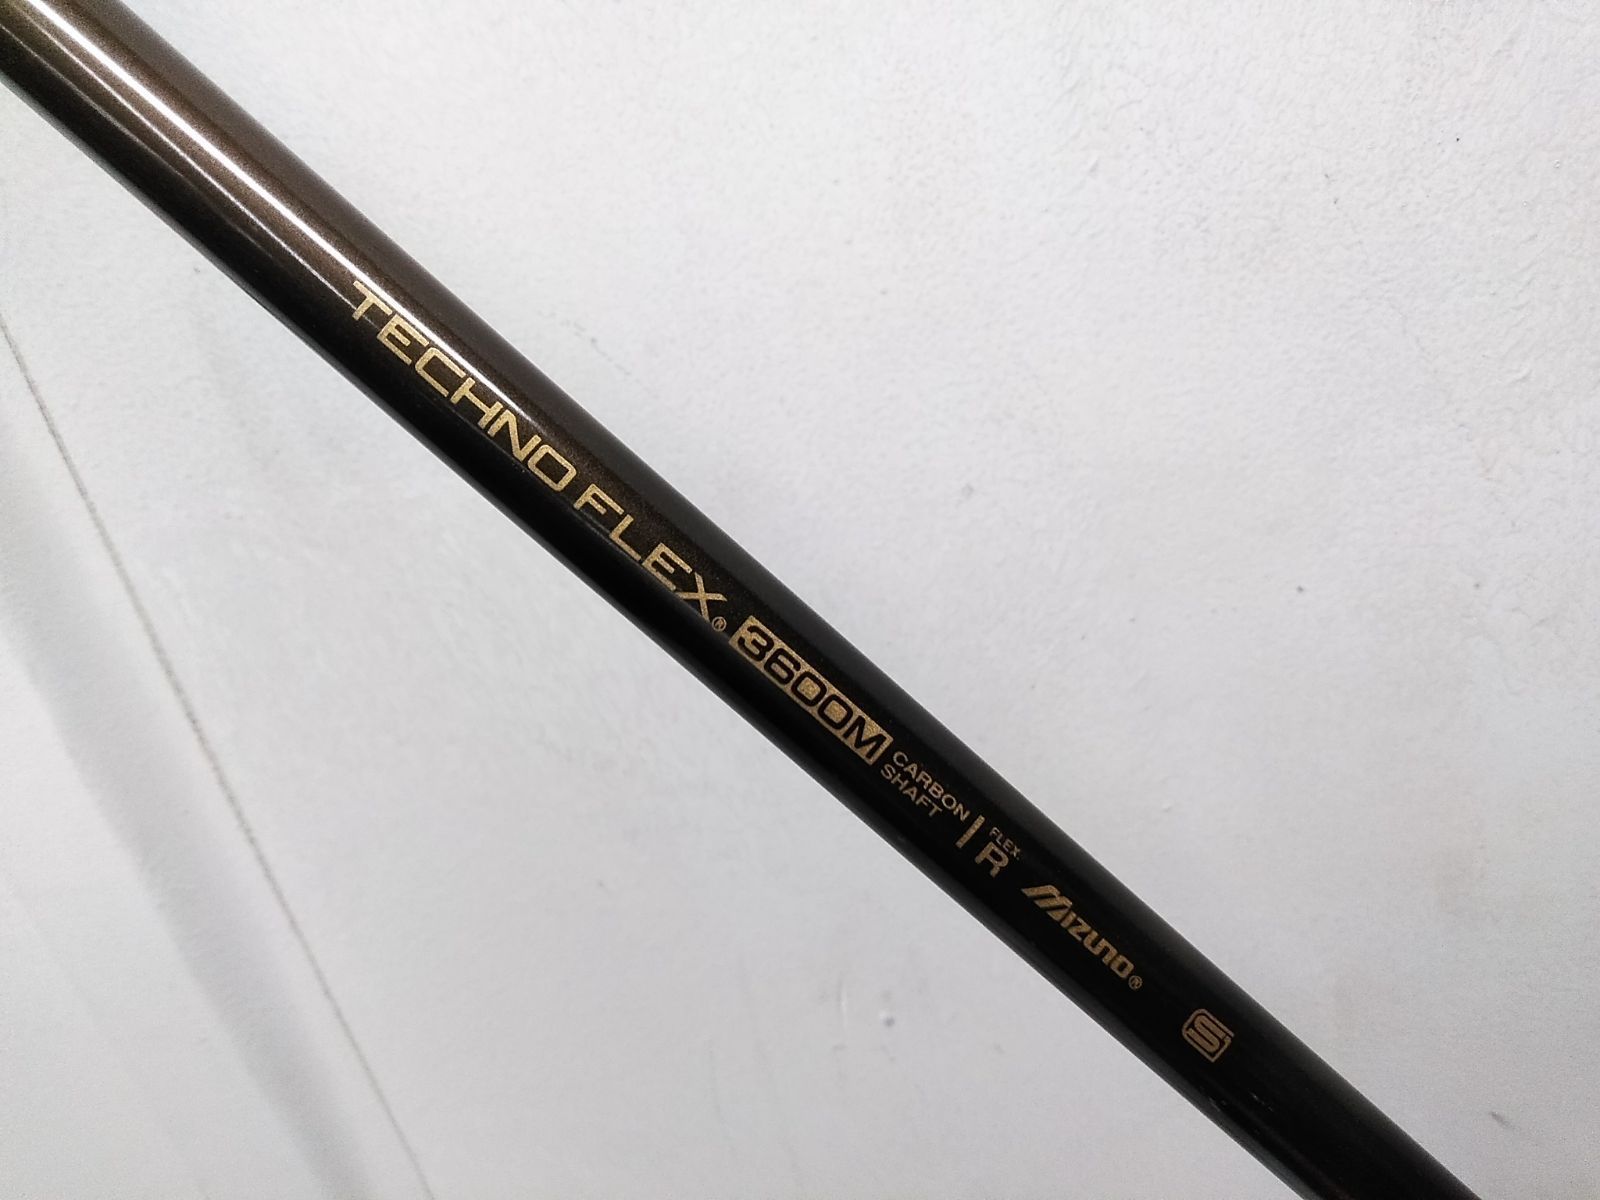 TECHNO FLEX® 3600M
CARBON
SHAFT
FLEX.
R
MIZUNO®
S